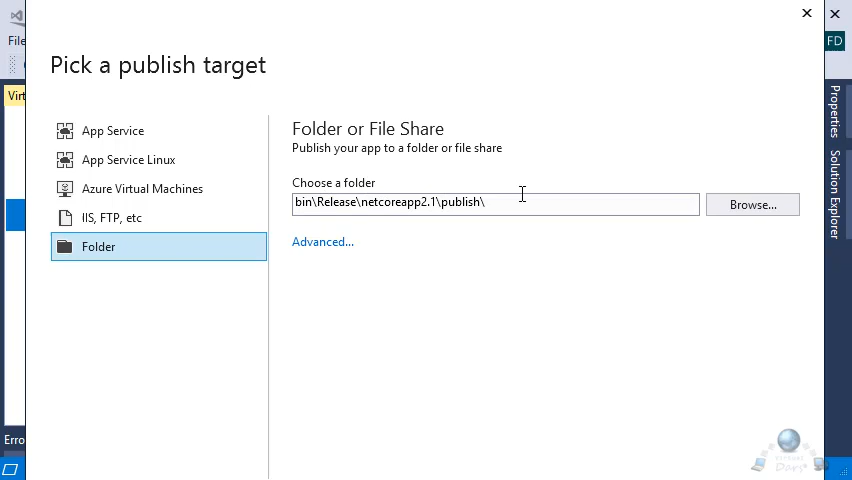 File
FD
Pick a publish target
Virt
Properties
App Service
Folder or File Share
App Service Linux
Publish your app to a folder or file share
Azure Virtual Machines
Choose a folder
bin\Release\netcoreapp2.1\publish\
Browse...
IIS, FTP, etc
Solution Explorer
Folder
Advanced...
Erro